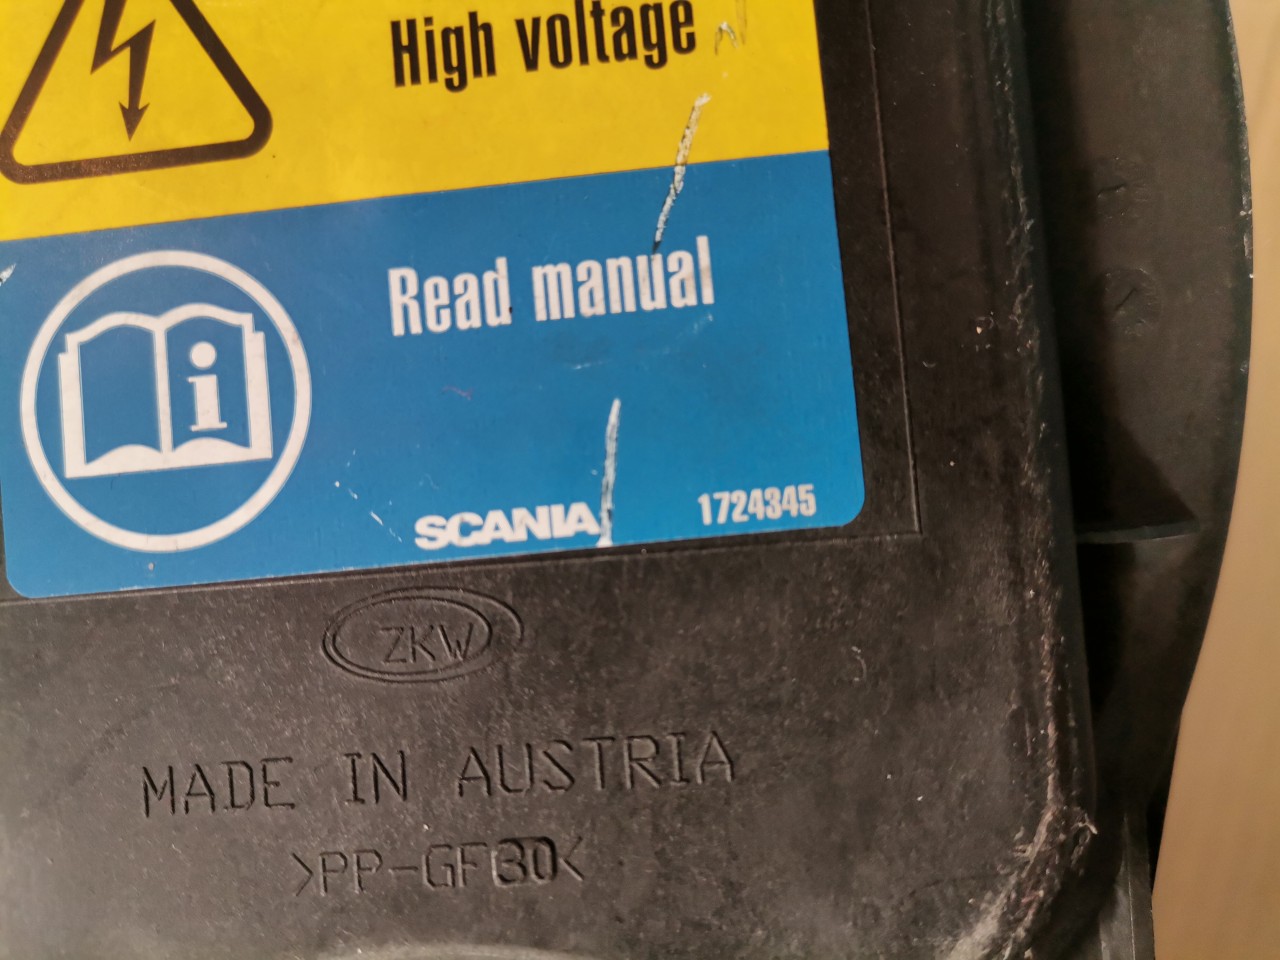 High voltage
Read manual
SCANIA 1724345
ZKW
MADE IN AUSTRIA
>PP-GF30<